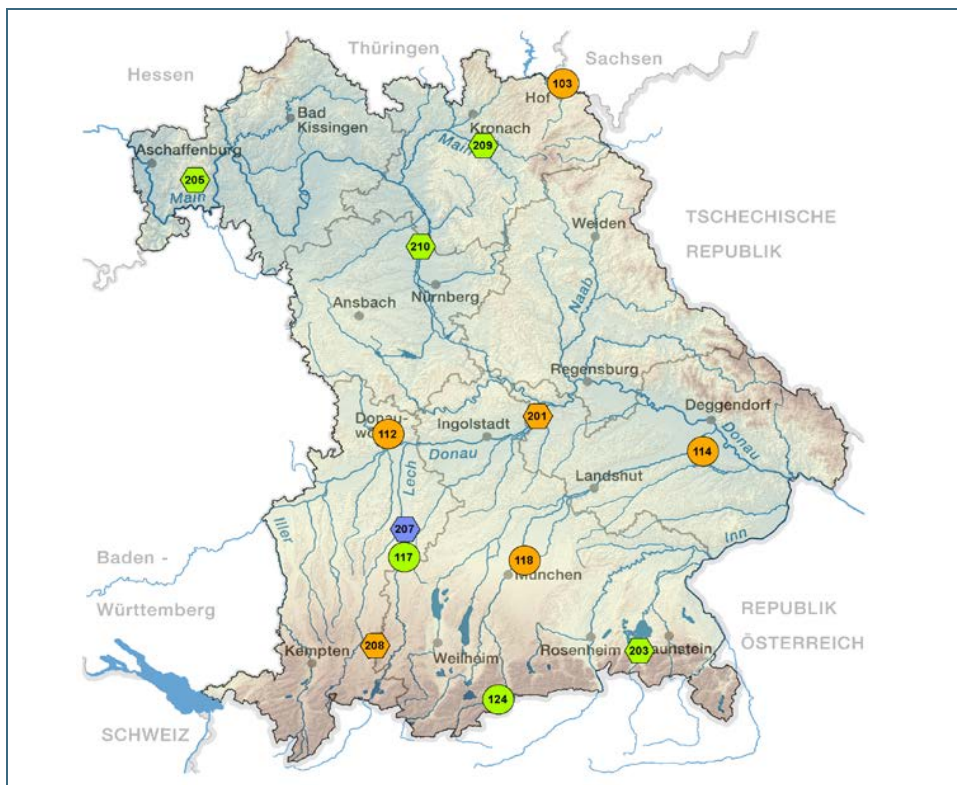 Thüringen
Sachsen
Hessen
103
Hof
Bad
Kissingen
Kronach
Main
209
Aschaffenburg
205
Main
TSCHECHISCHE
REPUBLIK
Weiden
210
Nürnberg
Ansbach
Naab
Regensburg
Deggendorf
Donau
201
Donau-
112
Ingolstadt
Donau
114
Lech
Landshut
Iller
207
117
118
München
Inn
Baden -
Württemberg
REPUBLIK
ÖSTERREICH
Kempten
208
Weilheim
Rosenheim
203
124
SCHWEIZ